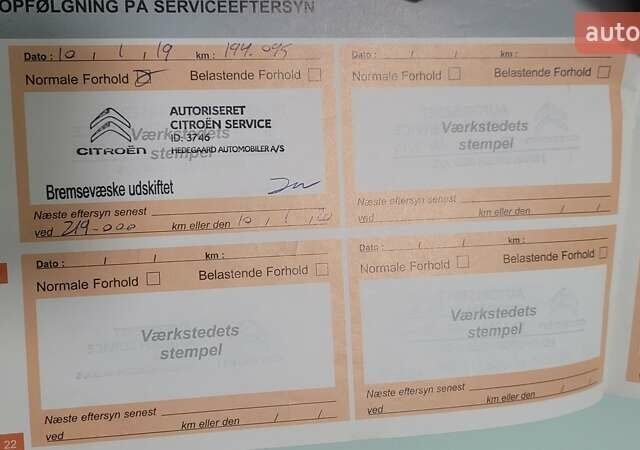 OPFØLGNING PÅ SERVICEEFTERSYN
auto
Dato : 10 / 1 / 19 km : 194.045
Normale Forhold Belastende Forhold
AUTORISERET
CITROËN SERVICE
ID: 3746
HEDEGAARD AUTOMOBILER A/S
CITROËN
Værkstedets
stempel
Bremsevæske udskiftet
Næste eftersyn senest
ved 219-000 km eller den 10 / 1 / 20
Dato : / / km :
Normale Forhold Belastende Forhold
Værkstedets
stempel
Næste eftersyn senest
ved km eller den / /
Dato : / / km :
Normale Forhold Belastende Forhold
Værkstedets
stempel
Næste eftersyn senest
ved km eller den / /
Dato : / / km :
Normale Forhold Belastende Forhold
Værkstedets
stempel
Næste eftersyn senest
ved km eller den / /
22